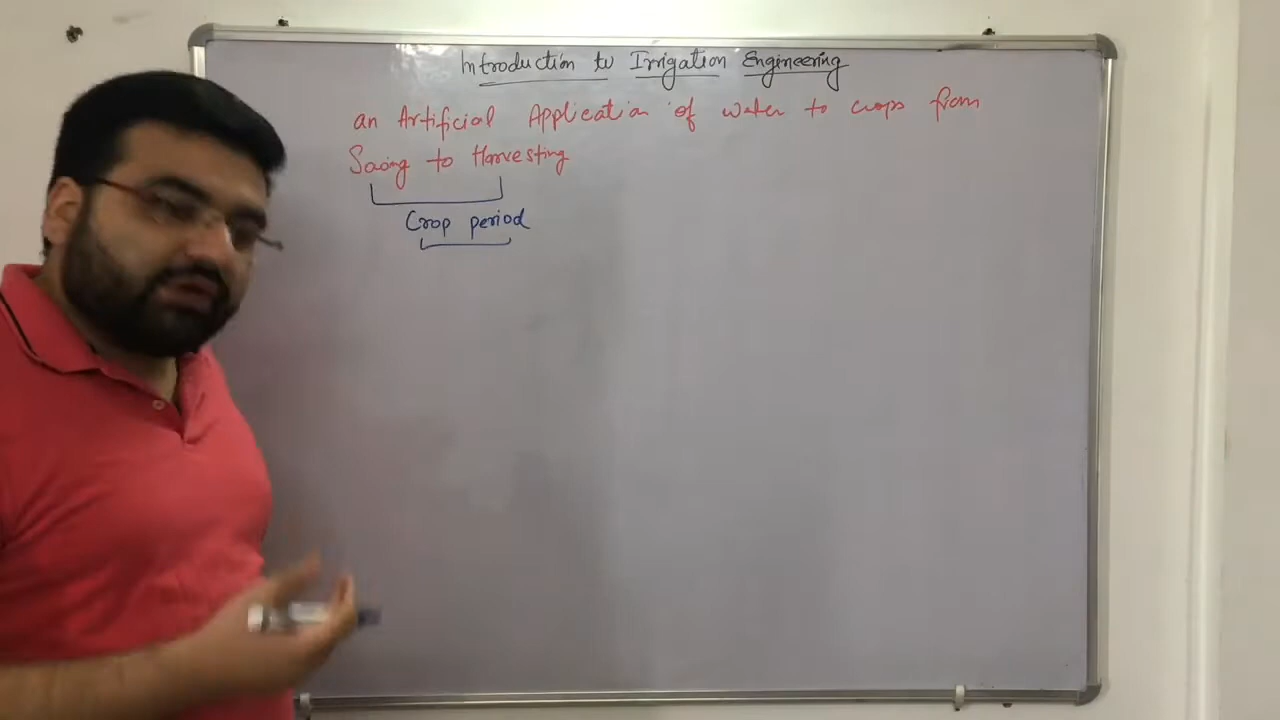 Introduction to Irrigation Engineering
an Artificial Application of water to crops from
Sowing to Harvesting
Crop period